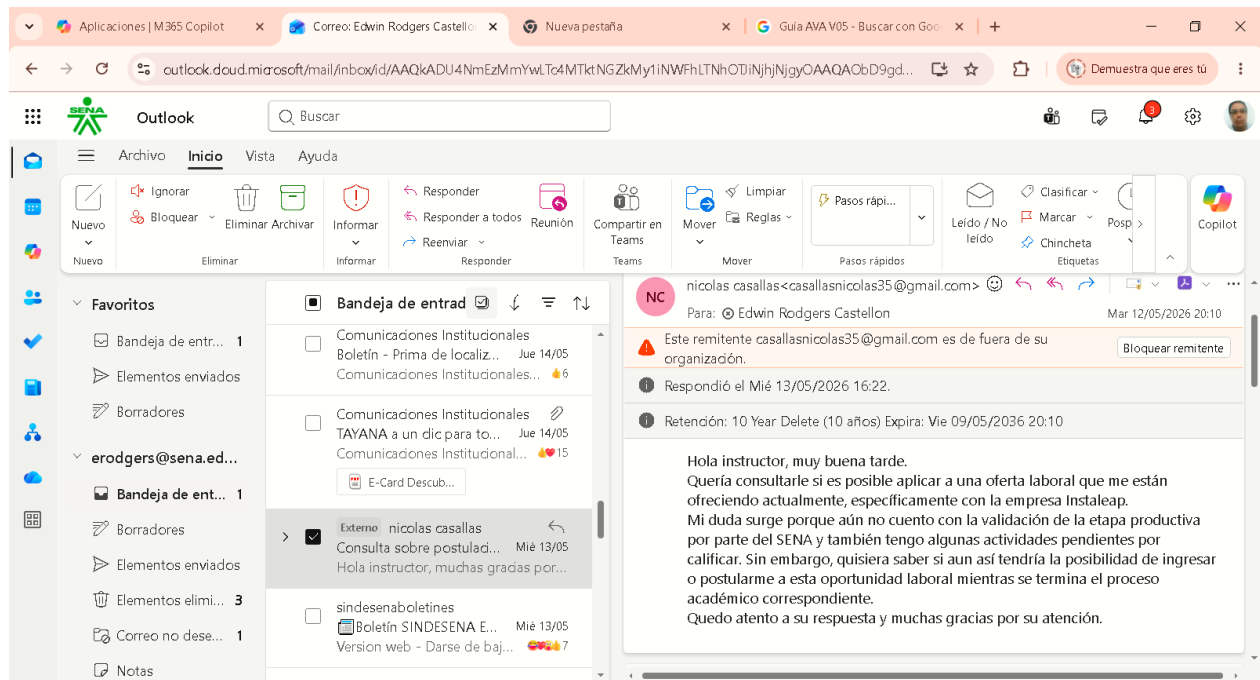 Aplicaciones | M365 Copilot
Correo: Edwin Rodgers Castello
Nueva pestaña
Guía AVA V05 - Buscar con Goo
outlook.cloud.microsoft/mail/inbox/id/
Demuestra que eres tú
SENA
Outlook
Buscar
3
Archivo Inicio Vista Ayuda
Nuevo
Ignorar
Bloquear
Eliminar Archivar
Informar
Responder
Responder a todos
Reenviar
Reunión
Compartir en
Teams
Mover
Limpiar
Reglas
Pasos rápi...
Leído / No
leído
Clasificar
Marcar
Chincheta
Posp
Copilot
Nuevo
Eliminar
Informar
Responder
Teams
Mover
Pasos rápidos
Etiquetas
Favoritos
Bandeja de entr... 1
Elementos enviados
Borradores
erodgers@sena.ed...
Bandeja de ent... 1
Borradores
Elementos enviados
Elementos elimi... 3
Correo no dese... 1
Notas
Bandeja de entrad
Comunicaciones Institucionales
Boletín - Prima de localiz... Jue 14/05
Comunicaciones Institucionales... 👍6
Comunicaciones Institucionales
TAYANA a un clic para to... Jue 14/05
Comunicaciones Institucional... 👍❤️15
E-Card Descub...
Externo nicolas casallas
Consulta sobre postulaci... Mié 13/05
Hola instructor, muchas gracias por...
sindesenaboletines
Boletín SINDESENA E... Mié 13/05
Version web - Darse de baj... 7
NC
nicolas casallas<casallasnicolas35@gmail.com>
Para: Edwin Rodgers Castellon
Mar 12/05/2026 20:10
Este remitente casallasnicolas35@gmail.com es de fuera de su
organización.
Bloquear remitente
Respondió el Mié 13/05/2026 16:22.
Retención: 10 Year Delete (10 años) Expira: Vie 09/05/2036 20:10
Hola instructor, muy buena tarde.
Quería consultarle si es posible aplicar a una oferta laboral que me están
ofreciendo actualmente, específicamente con la empresa Instaleap.
Mi duda surge porque aún no cuento con la validación de la etapa productiva
por parte del SENA y también tengo algunas actividades pendientes por
calificar. Sin embargo, quisiera saber si aun así tendría la posibilidad de ingresar
o postularme a esta oportunidad laboral mientras se termina el proceso
académico correspondiente.
Quedo atento a su respuesta y muchas gracias por su atención.